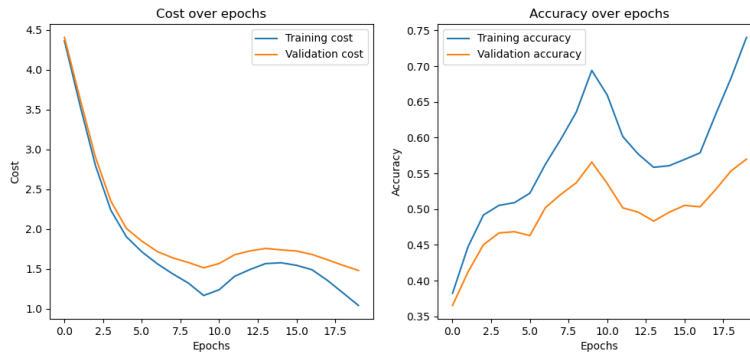 Cost over epochs
4.5
4.0
3.5
3.0
2.5
2.0
1.5
1.0
Cost
0.0 2.5 5.0 7.5 10.0 12.5 15.0 17.5
Epochs
Training cost
Validation cost
Accuracy over epochs
0.75
0.70
0.65
0.60
0.55
0.50
0.45
0.40
0.35
Accuracy
0.0 2.5 5.0 7.5 10.0 12.5 15.0 17.5
Epochs
Training accuracy
Validation accuracy